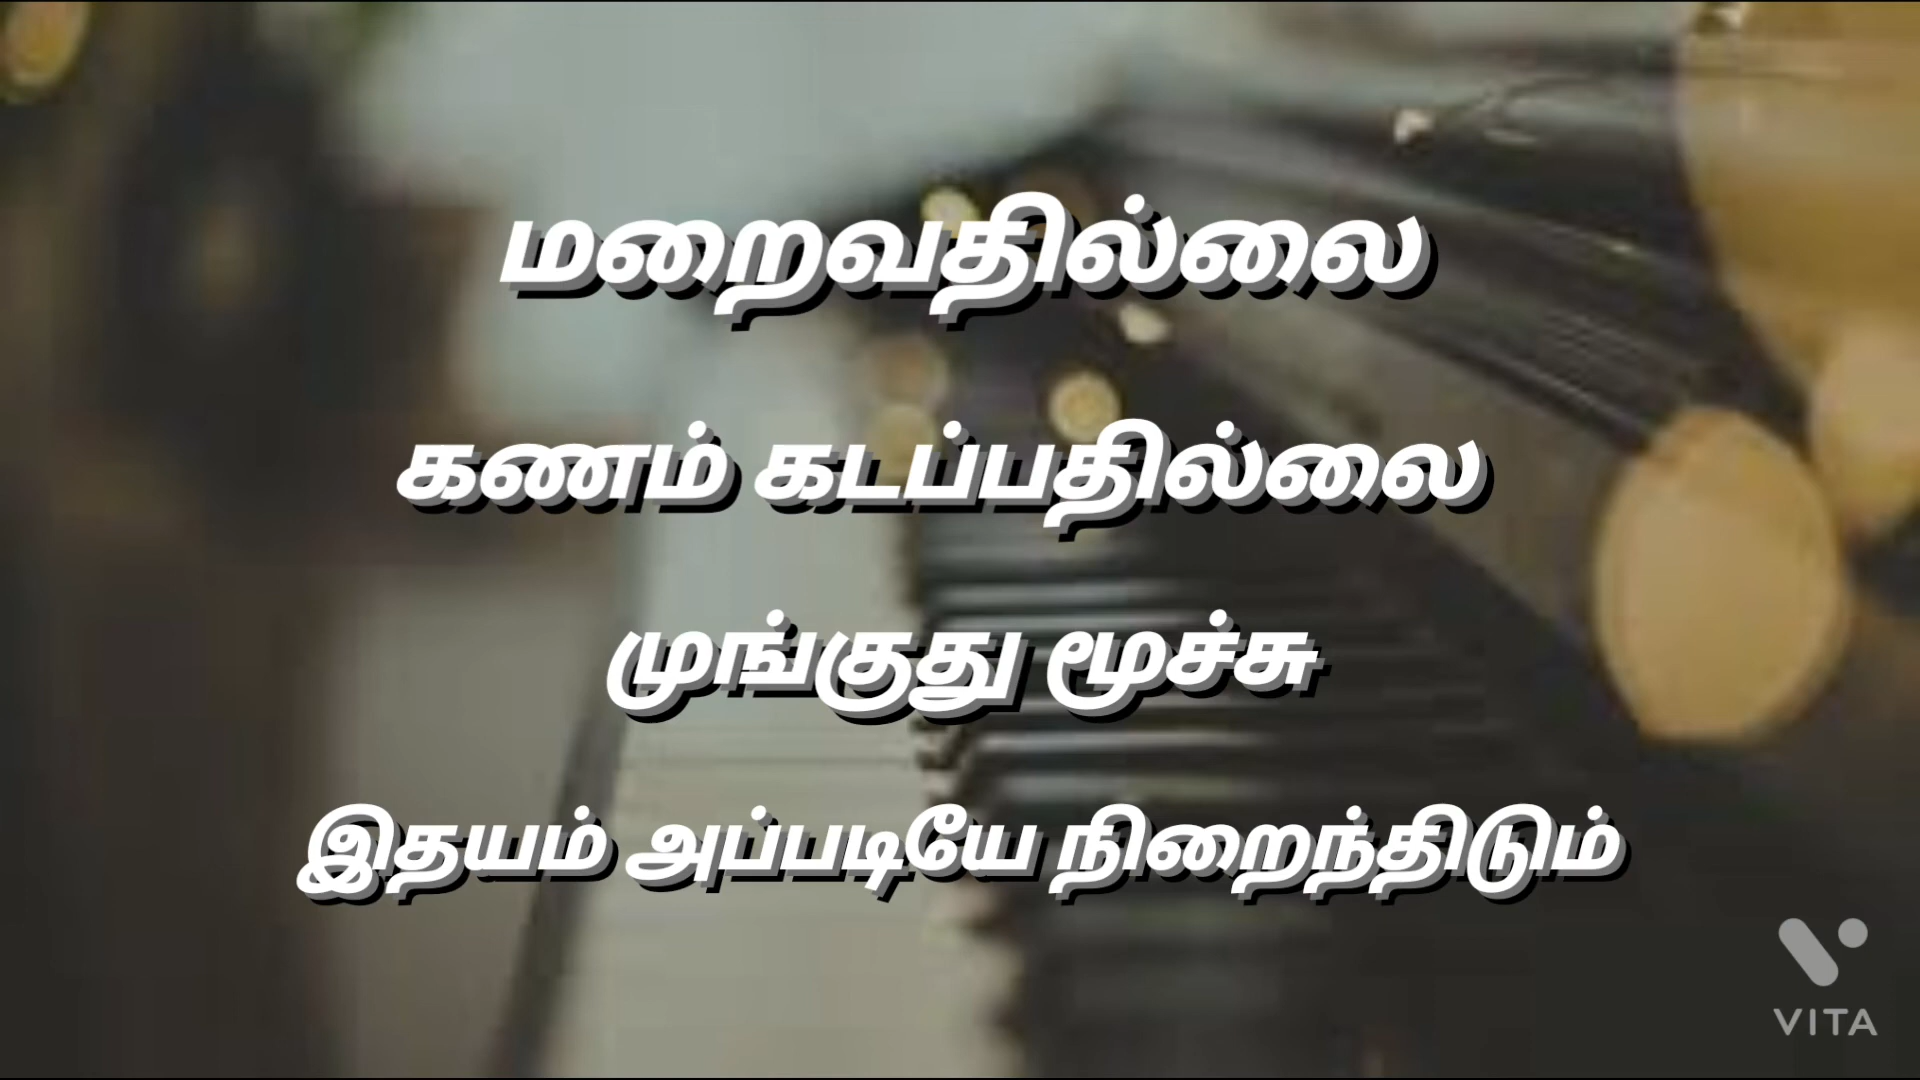 மறைவதில்லை
கணம் கடப்பதில்லை
முங்குது மூச்சு
இதயம் அப்படியே நிறைந்திடும்
VITA